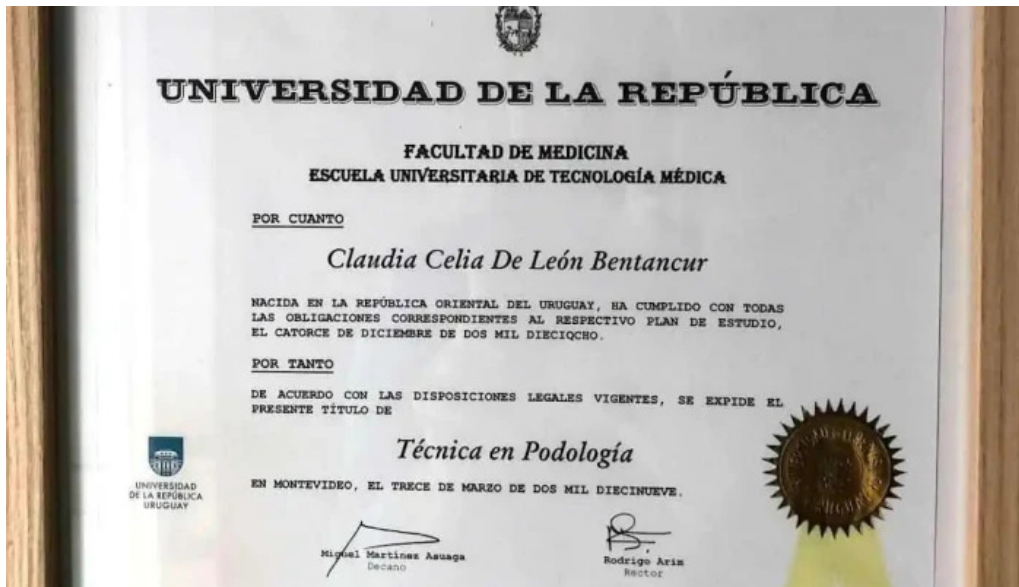 UNIVERSIDAD DE LA REPÚBLICA
FACULTAD DE MEDICINA
ESCUELA UNIVERSITARIA DE TECNOLOGÍA MÉDICA
POR CUANTO
Claudia Celia De León Bentancur
NACIDA EN LA REPÚBLICA ORIENTAL DEL URUGUAY, HA CUMPLIDO CON TODAS
LAS OBLIGACIONES CORRESPONDIENTES AL RESPECTIVO PLAN DE ESTUDIO,
EL CATORCE DE DICIEMBRE DE DOS MIL DIECIOCHO.
POR TANTO
DE ACUERDO CON LAS DISPOSICIONES LEGALES VIGENTES, SE EXPIDE EL
PRESENTE TÍTULO DE
Técnica en Podología
EN MONTEVIDEO, EL TRECE DE MARZO DE DOS MIL DIECINUEVE.
UNIVERSIDAD
DE LA REPÚBLICA
URUGUAY
Miguel Martínez Asuaga
Decano
Rodrigo Arim
Rector